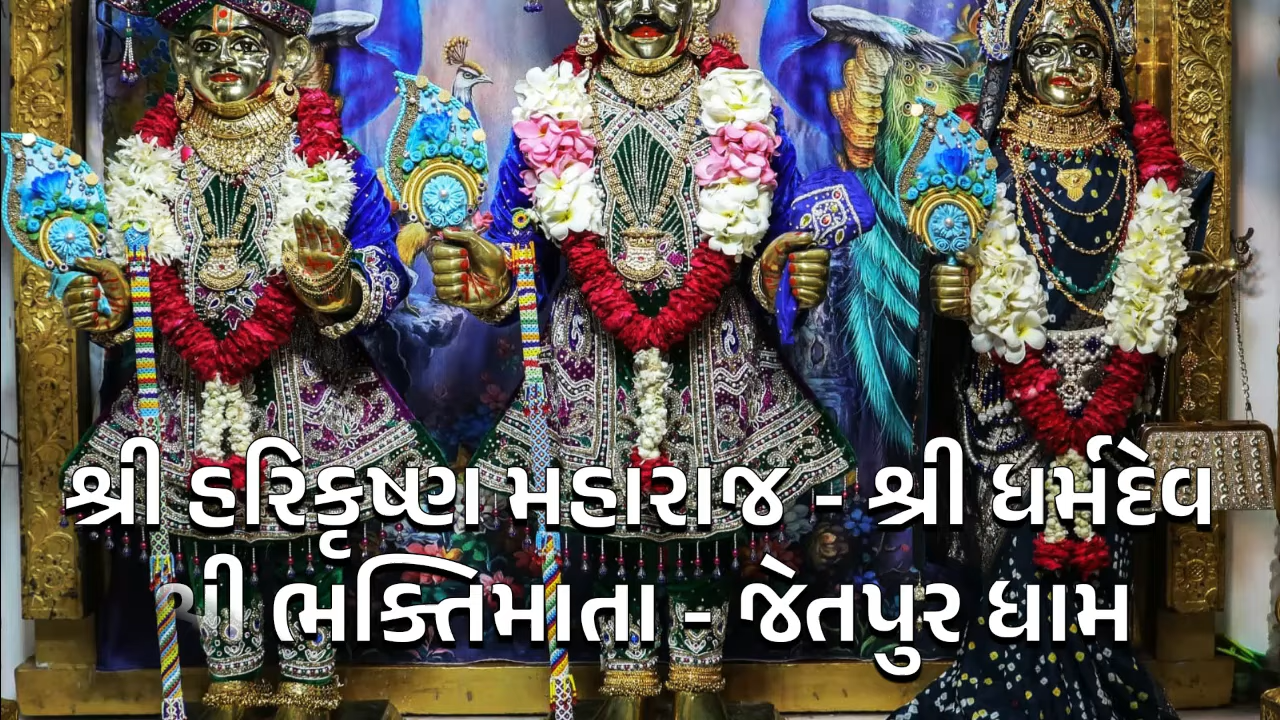 શ્રી હરિકૃષ્ણ મહારાજ - શ્રી ધર્મદેવ
શ્રી ભક્તિમાતા - જેતપુર ધામ